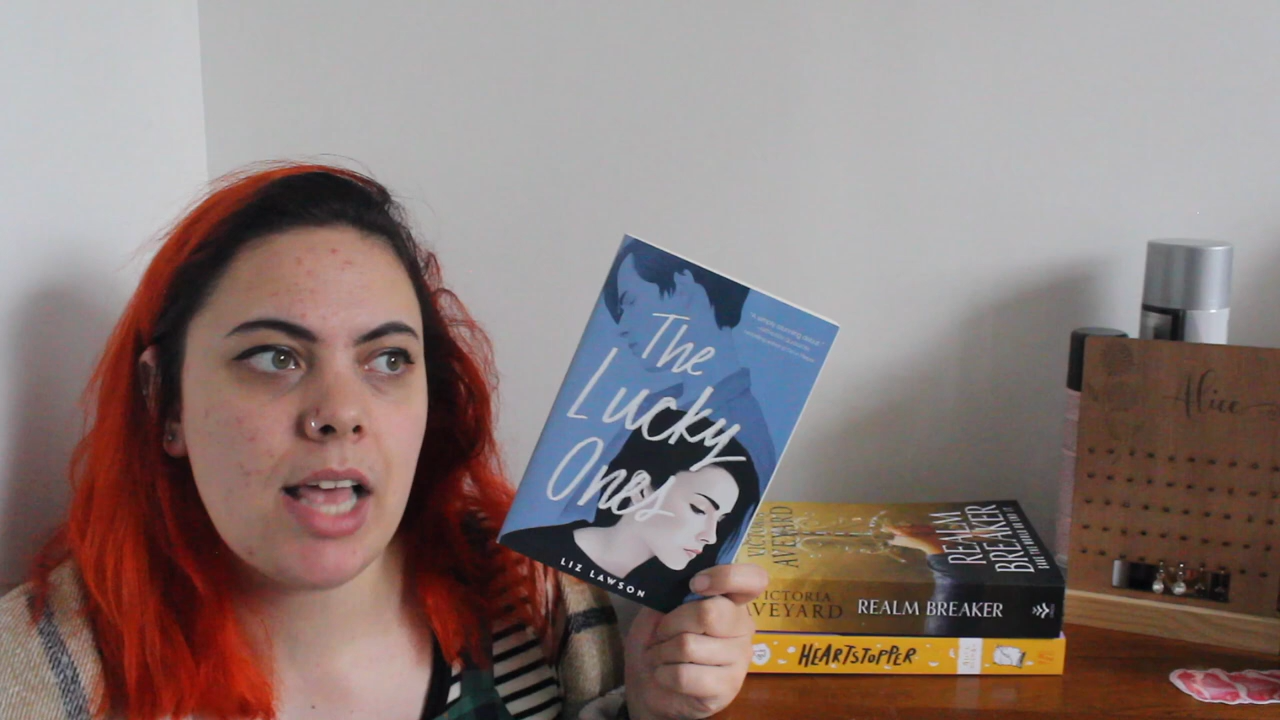 The
Lucky
Ones
LIZ LAWSON
VICTORIA
AVEYARD
REALM
BREAKER
VICTORIA
AVEYARD
REALM BREAKER
HEARTSTOPPER
Alice